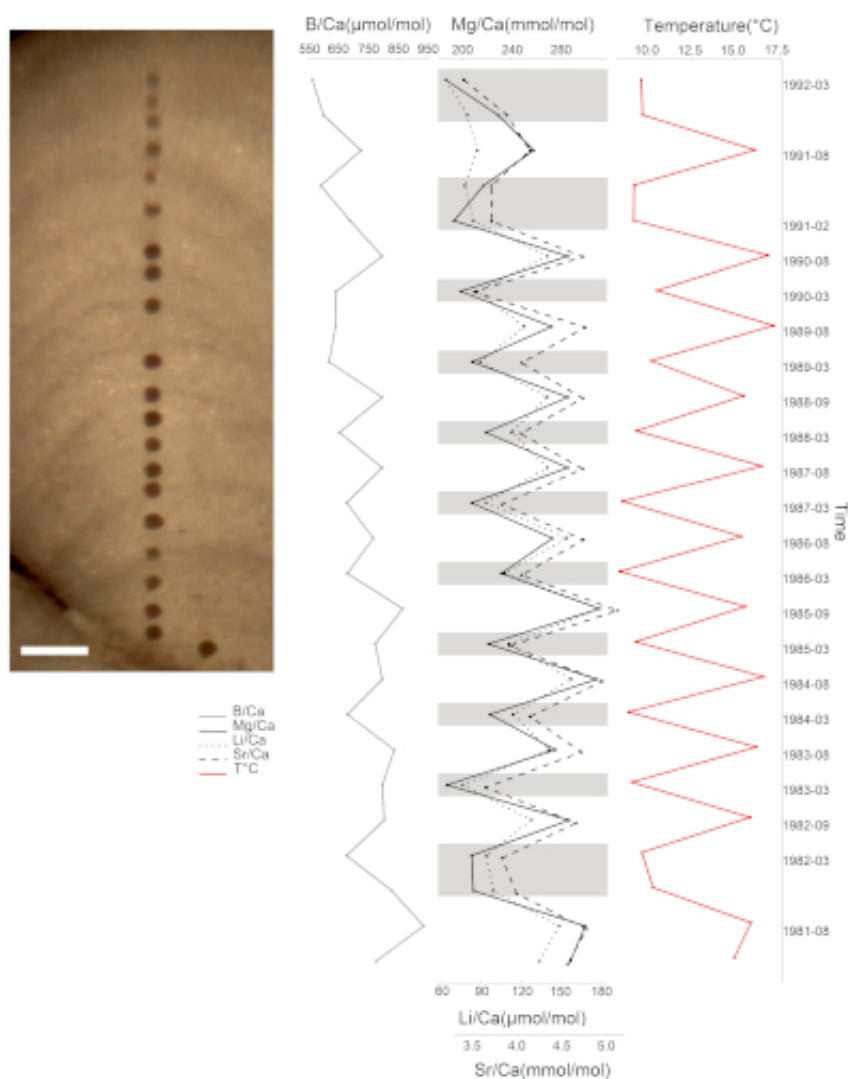 B/Ca(μmol/mol)
550 650 750 850 950
Mg/Ca(mmol/mol)
200 240 280
Temperature(°C)
10.0 12.5 15.0 17.5
1992-03
1991-08
1991-02
1990-08
1990-03
1989-08
1989-03
1988-09
1988-03
1987-08
1987-03
1986-08
1986-03
1985-09
1985-03
1984-08
1984-03
1983-08
1983-03
1982-09
1982-03
1981-08
Time
B/Ca
Mg/Ca
Li/Ca
Sr/Ca
T°C
60 90 120 150 180
Li/Ca(μmol/mol)
3.5 4.0 4.5 5.0
Sr/Ca(mmol/mol)